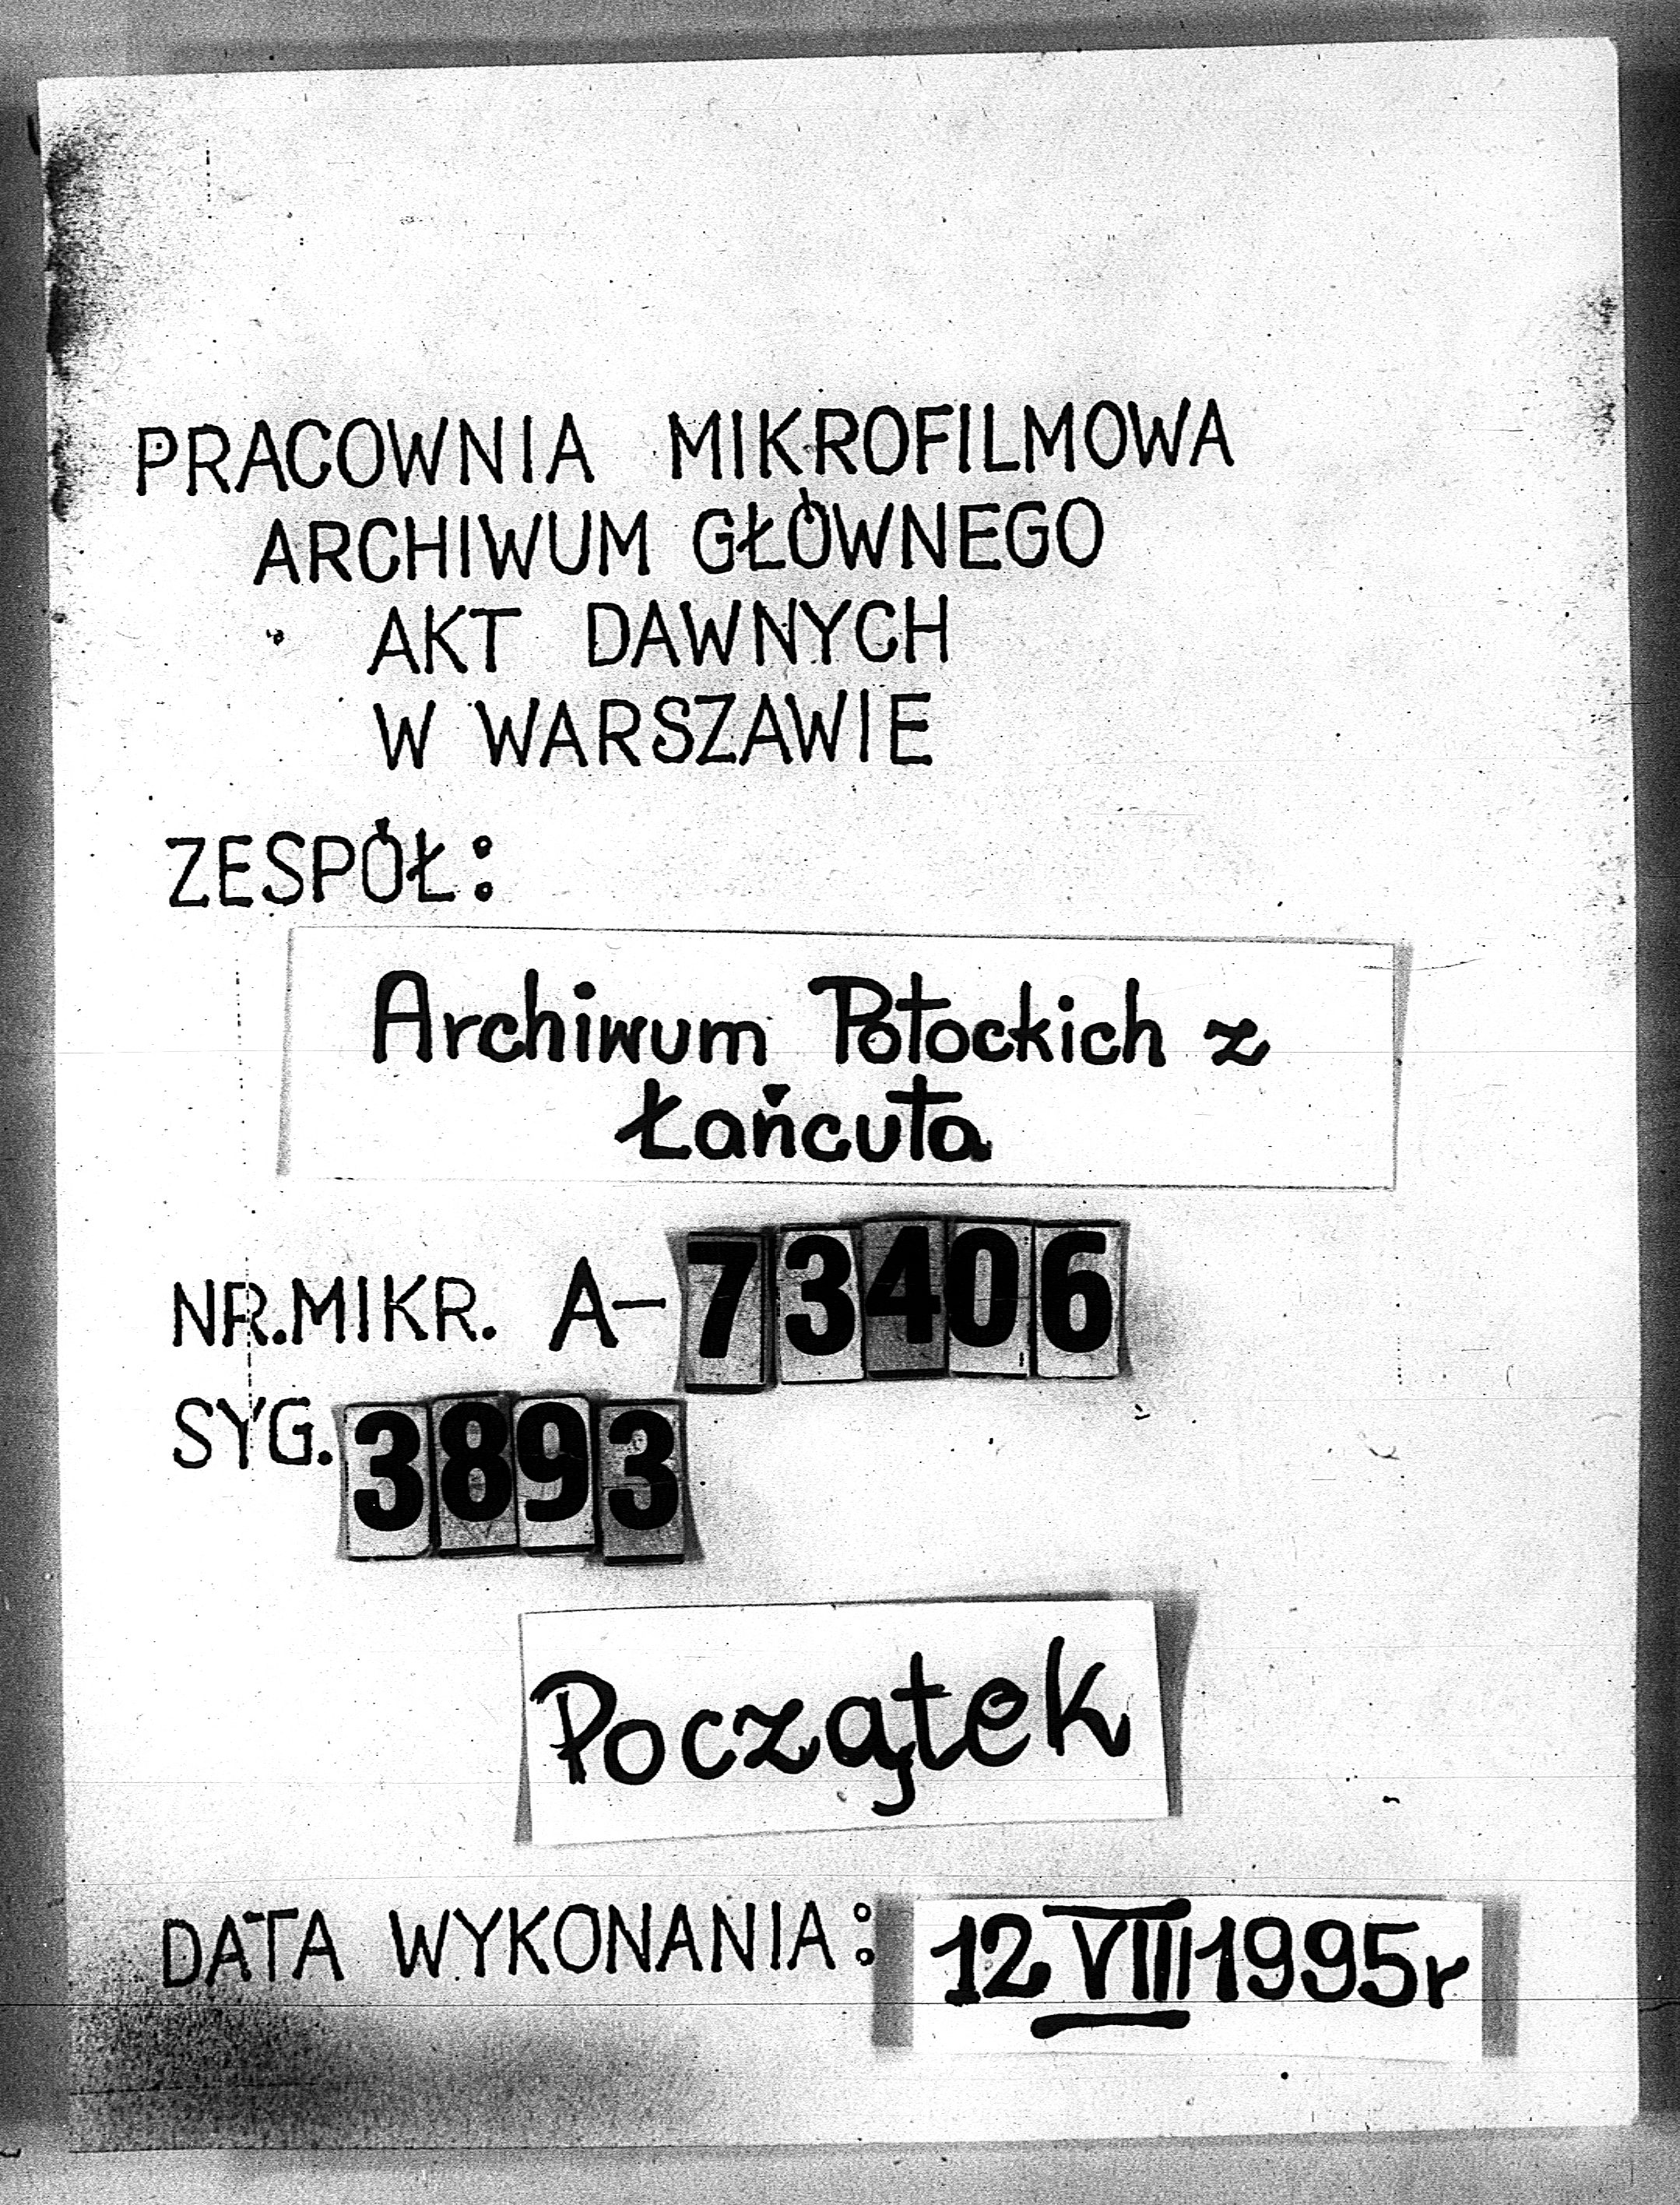 PRACOWNIA MIKROFILMOWA
ARCHIWUM GŁÓWNEGO
AKT DAWNYCH
W WARSZAWIE
ZESPÓŁ:
Archiwum Potockich z
Łańcuta
NR.MIKR. A-73406
SYG. 3893
Początek
DATA WYKONANIA: 12 VIII 1995r